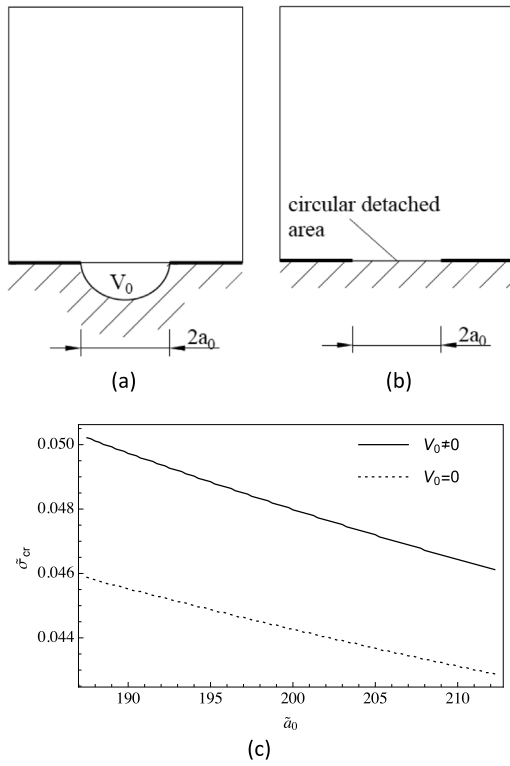 V₀
2a₀
(a)
circular detached
area
2a₀
(b)
V₀≠0
V₀=0
0.050
0.048
0.046
0.044
σ̃cr
190
195
200
205
210
ã₀
(c)